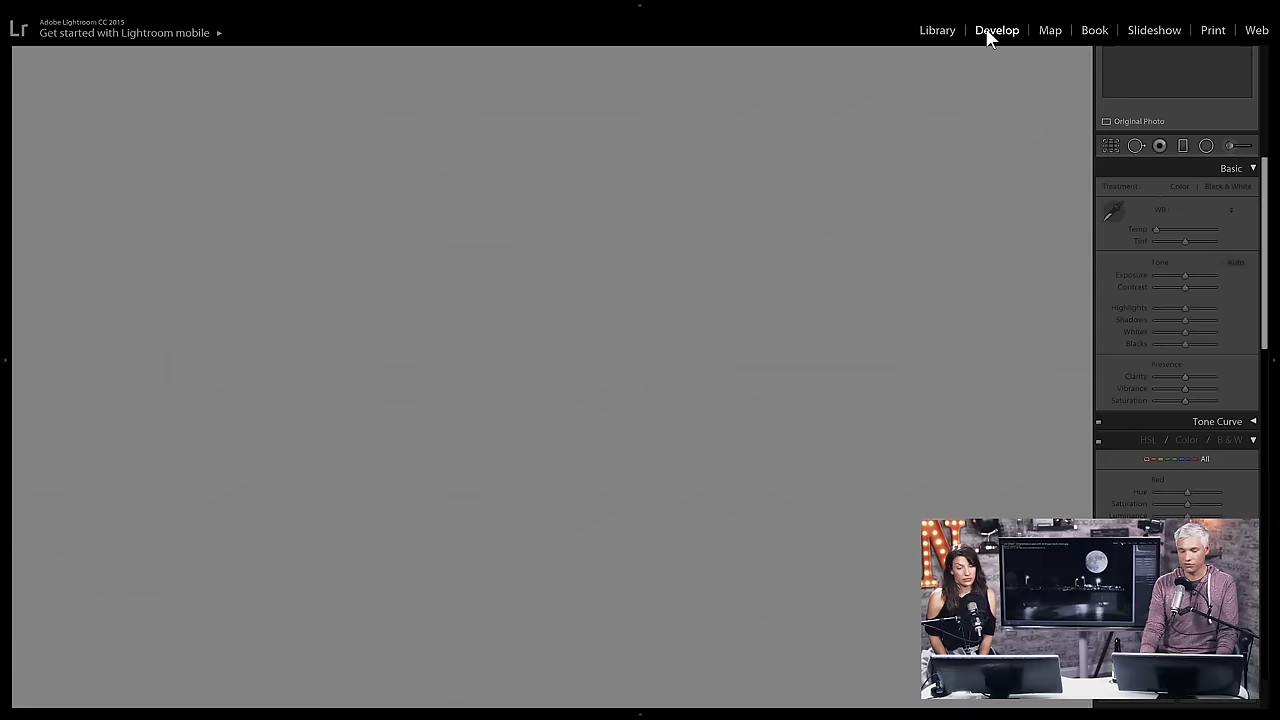 Lr
Adobe Lightroom CC 2015
Get started with Lightroom mobile
Library | Develop | Map | Book | Slideshow | Print | Web
Original Photo
Basic
Treatment: Color | Black & White
WB
Temp
Tint
Tone Auto
Exposure
Contrast
Highlights
Shadows
Whites
Blacks
Presence
Clarity
Vibrance
Saturation
Tone Curve
HSL / Color / B & W
All
Red
Hue
Saturation
Luminance